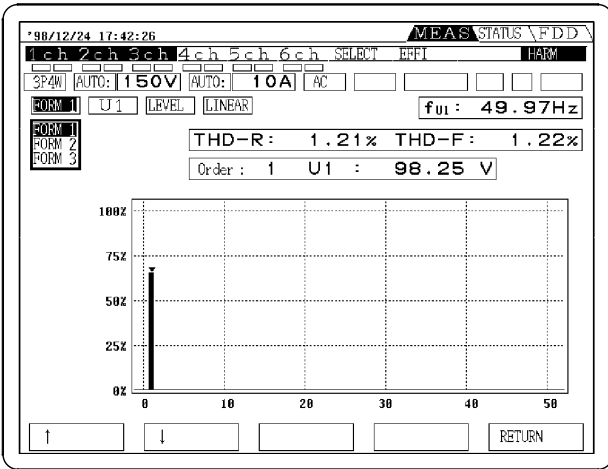 '98/12/24 17:42:26 MEAS STATUS FDD
1ch 2ch 3ch 4ch 5ch 6ch SELECT EFFI HARM
3P4W AUTO: 150V AUTO: 10A AC
FORM 1 U1 LEVEL LINEAR fU1: 49.97Hz
FORM 1
FORM 2
FORM 3
THD-R: 1.21% THD-F: 1.22%
Order: 1 U1 : 98.25 V
100%
75%
50%
25%
0%
0 10 20 30 40 50
↑ ↓ RETURN